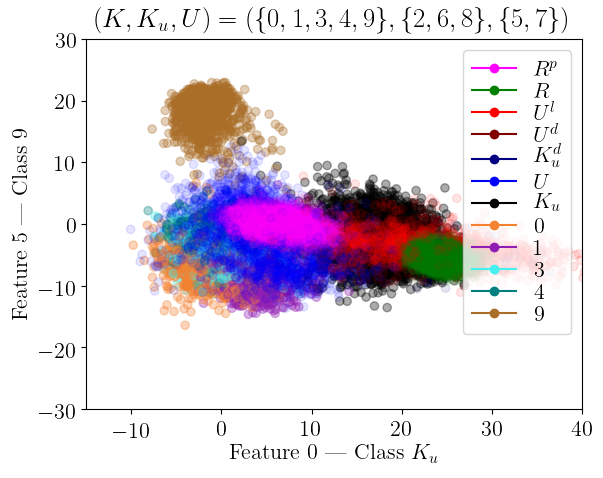 (K, K_u, U) = ({0, 1, 3, 4, 9}, {2, 6, 8}, {5, 7})
30
20
10
0
−10
−20
−30
Feature 5 — Class 9
R^p
R
U^l
U^d
K_u^d
U
K_u
0
1
3
4
9
−10 0 10 20 30 40
Feature 0 — Class K_u